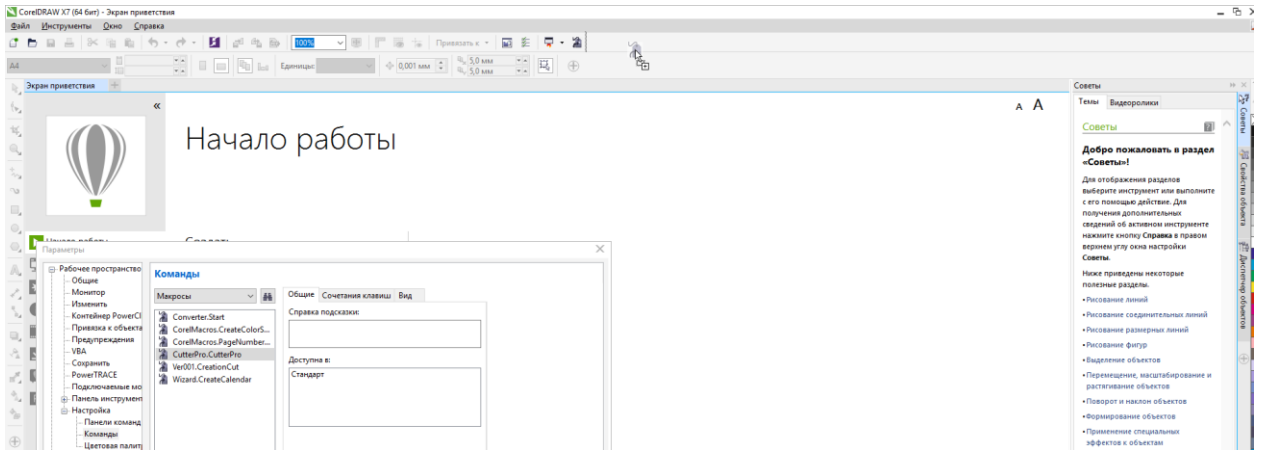 CorelDRAW X7 (64 бит) - Экран приветствия
Файл Инструменты Окно Справка
100% Привязать к
A4 Единицы: 0,001 мм 5,0 мм
5,0 мм
Экран приветствия
Советы
Темы Видеоролики
« A A
Начало работы
Советы
Добро пожаловать в раздел
«Советы»!
Для отображения разделов
выберите инструмент или выполните
с его помощью действие. Для
получения дополнительных
сведений об активном инструменте
нажмите кнопку Справка в правом
верхнем углу окна настройки
Советы.
Ниже приведены некоторые
полезные разделы.
•Рисование линий
•Рисование соединительных линий
•Рисование размерных линий
•Рисование фигур
•Выделение объектов
•Перемещение, масштабирование и
растягивание объектов
•Поворот и наклон объектов
•Формирование объектов
•Применение специальных
эффектов к объектам
Советы
Свойства объекта
Диспетчер объектов
Параметры
Рабочее пространство
Общие
Монитор
Изменить
Контейнер PowerCl
Привязка к объекта
Предупреждения
VBA
Сохранить
PowerTRACE
Подключаемые мо
Панель инструмент
Настройка
Панели команд
Команды
Цветовая палит
Команды
Макросы
Converter.Start
CorelMacros.CreateColorS...
CorelMacros.PageNumber...
CutterPro.CutterPro
Ver001.CreationCut
Wizard.CreateCalendar
Общие Сочетания клавиш Вид
Справка подсказки:
Доступна в:
Стандарт